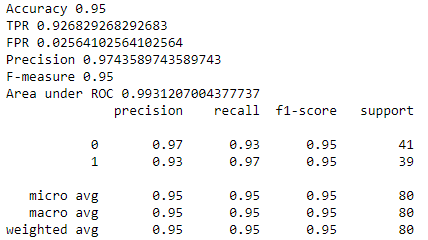 Accuracy 0.95
TPR 0.926829268292683
FPR 0.02564102564102564
Precision 0.9743589743589743
F-measure 0.95
Area under ROC 0.9931207004377737
precision recall f1-score support
0 0.97 0.93 0.95 41
1 0.93 0.97 0.95 39
micro avg 0.95 0.95 0.95 80
macro avg 0.95 0.95 0.95 80
weighted avg 0.95 0.95 0.95 80